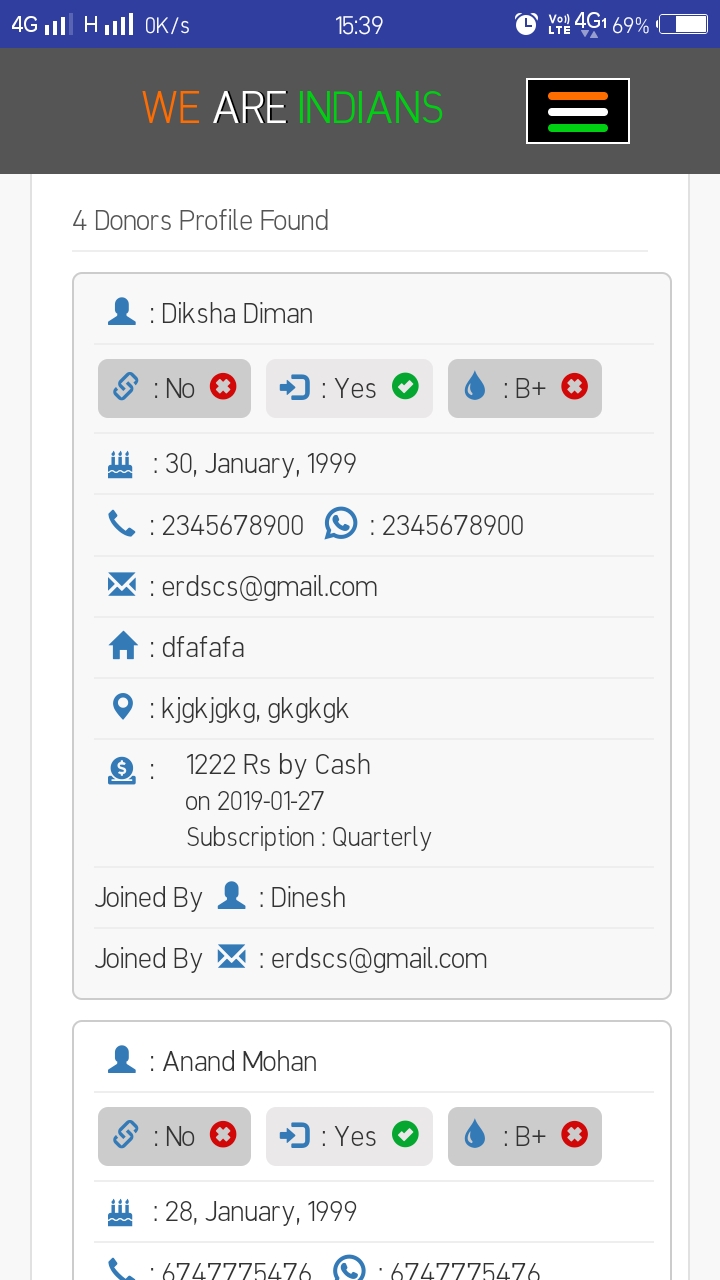 4G H 0K/s 15:39 Vo)) LTE 4G1 69%
WE ARE INDIANS
4 Donors Profile Found
: Diksha Diman
: No : Yes : B+
: 30, January, 1999
: 2345678900 : 2345678900
: erdscs@gmail.com
: dfafafa
: kjgkjgkg, gkgkgk
: 1222 Rs by Cash
on 2019-01-27
Subscription : Quarterly
Joined By : Dinesh
Joined By : erdscs@gmail.com
: Anand Mohan
: No : Yes : B+
: 28, January, 1999
: 6747775476 : 6747775476